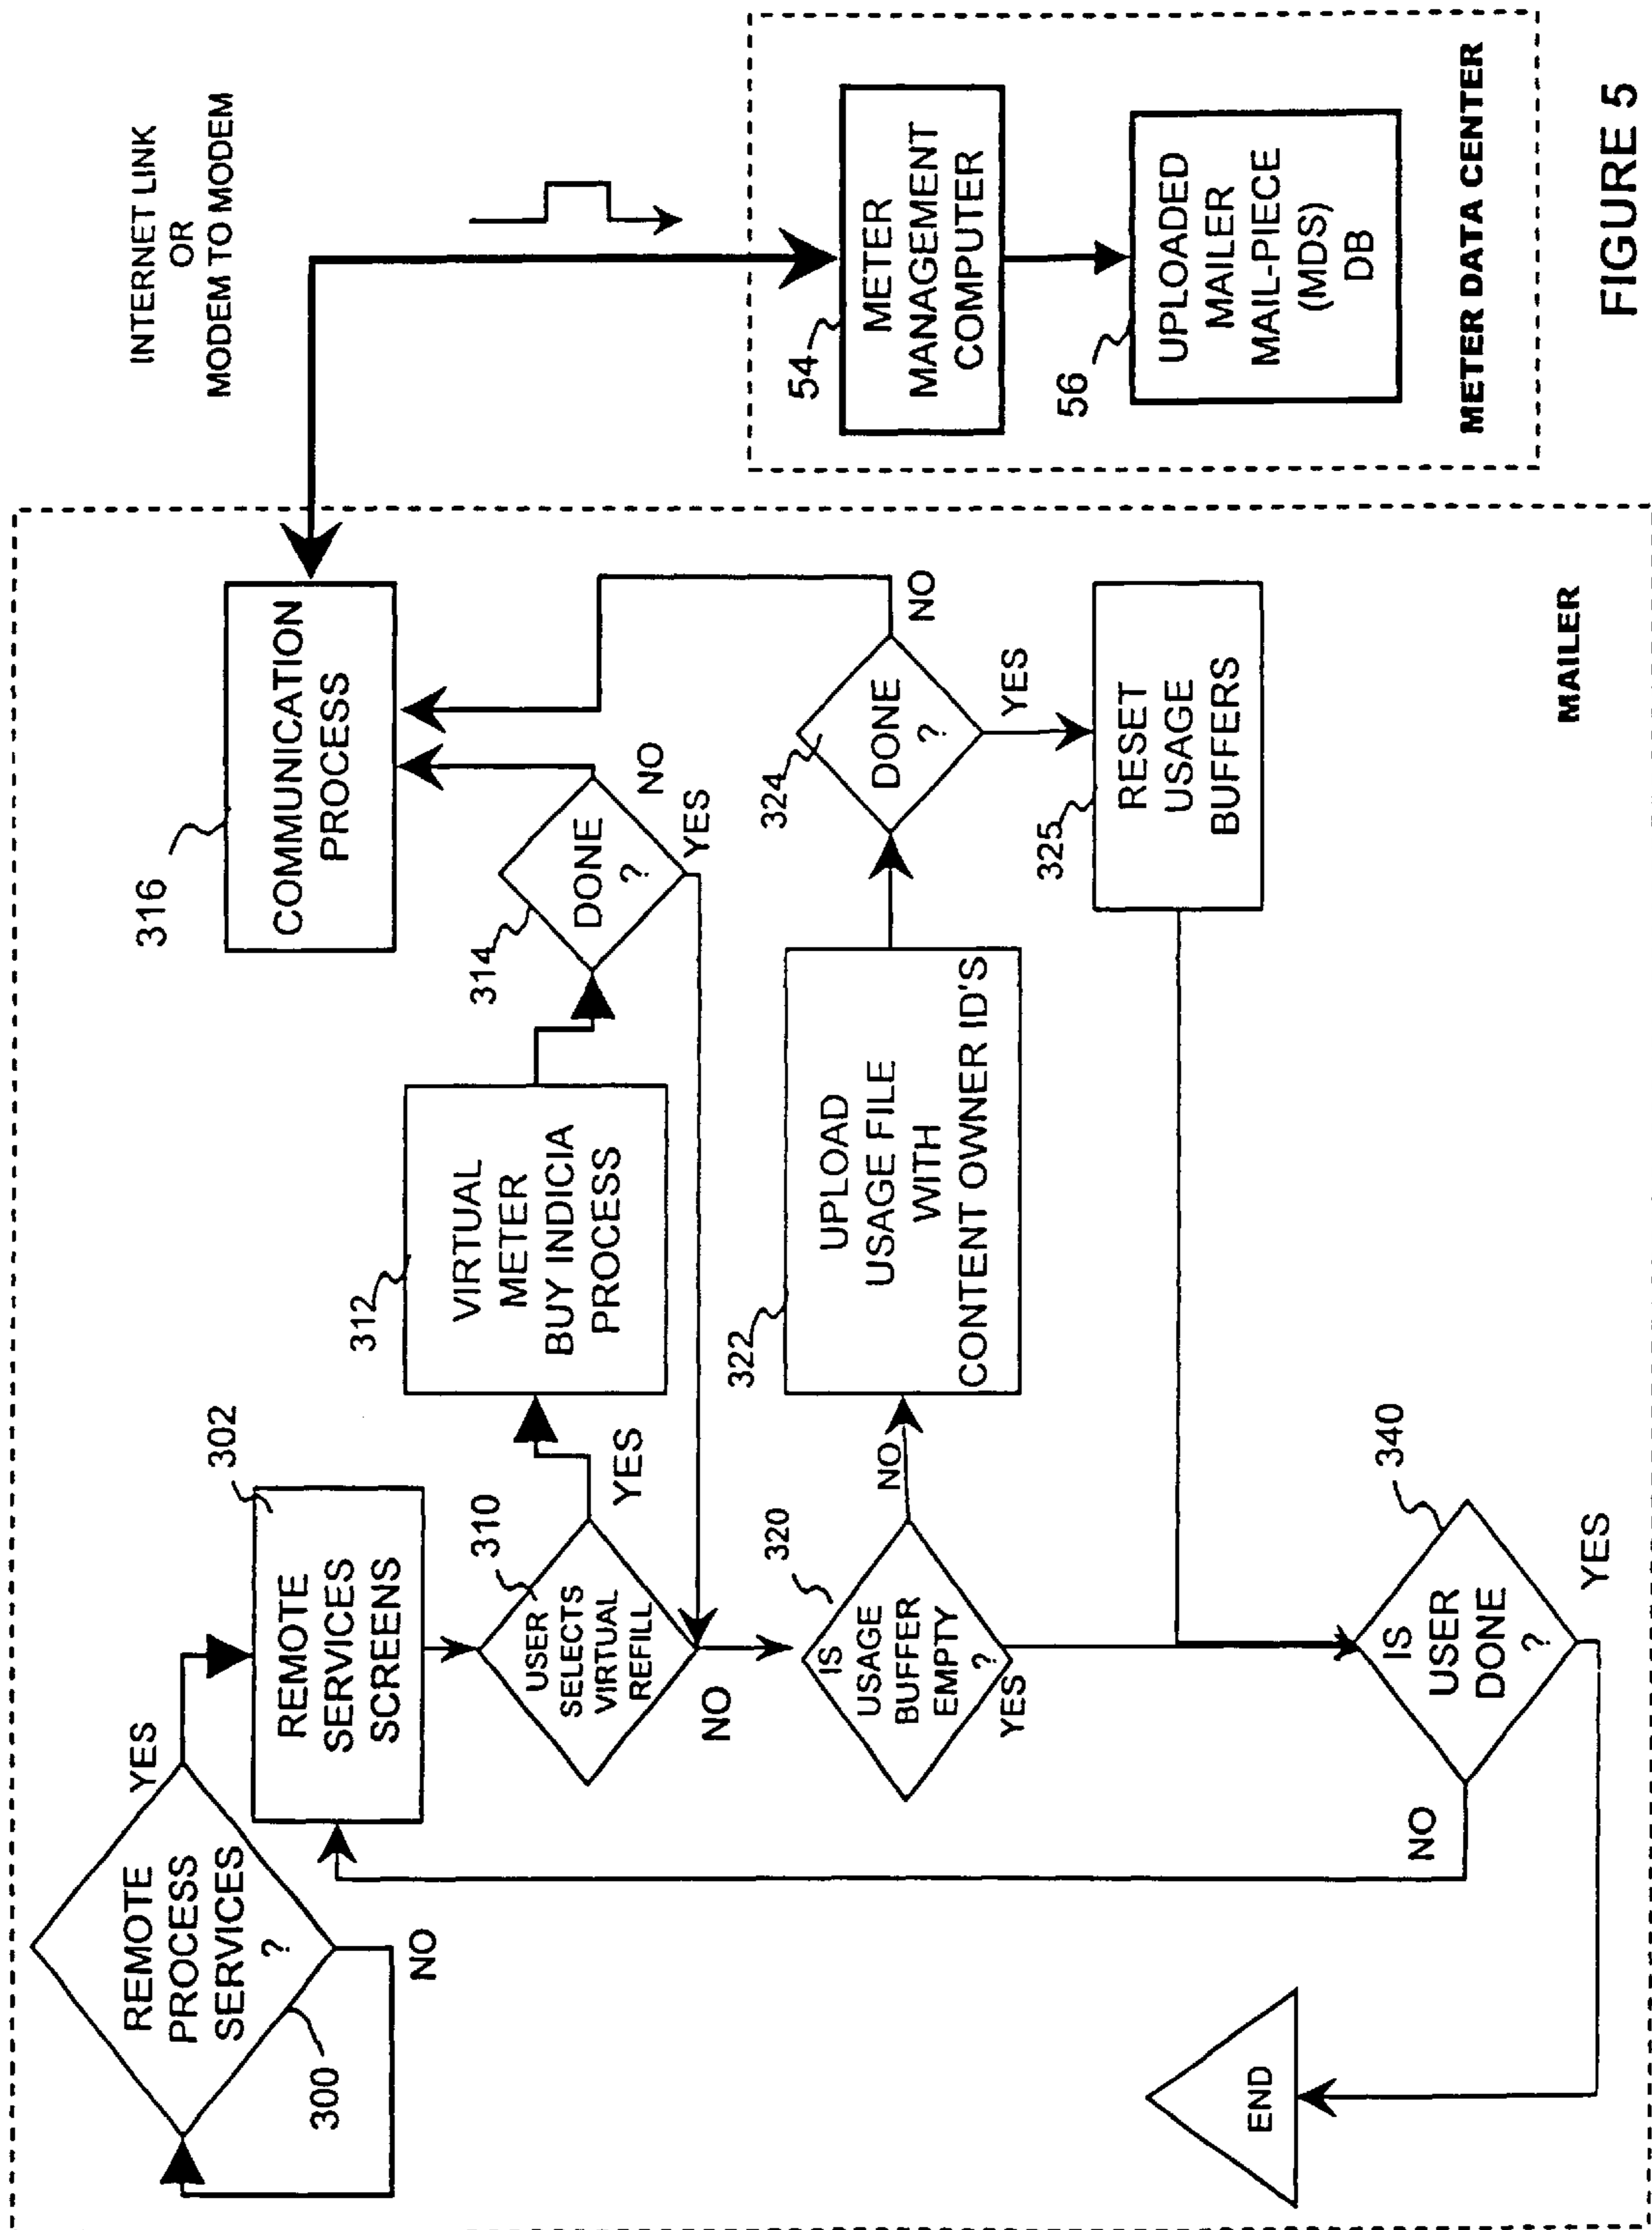 REMOTE
PROCESS
SERVICES
?
300
YES
NO
REMOTE
SERVICES
SCREENS
302
USER
SELECTS
VIRTUAL
REFILL
310
YES
NO
VIRTUAL
METER
BUY INDICIA
PROCESS
312
DONE
?
314
NO
YES
COMMUNICATION
PROCESS
316
IS
USAGE
BUFFER
EMPTY
?
320
NO
YES
UPLOAD
USAGE FILE
WITH
CONTENT OWNER ID'S
322
DONE
?
324
NO
YES
RESET
USAGE
BUFFERS
325
IS
USER
DONE
?
340
NO
YES
END
MAILER
INTERNET LINK
OR
MODEM TO MODEM
METER
MANAGEMENT
COMPUTER
54
UPLOADED
MAILER
MAIL-PIECE
(MDS)
DB
56
METER DATA CENTER
FIGURE 5